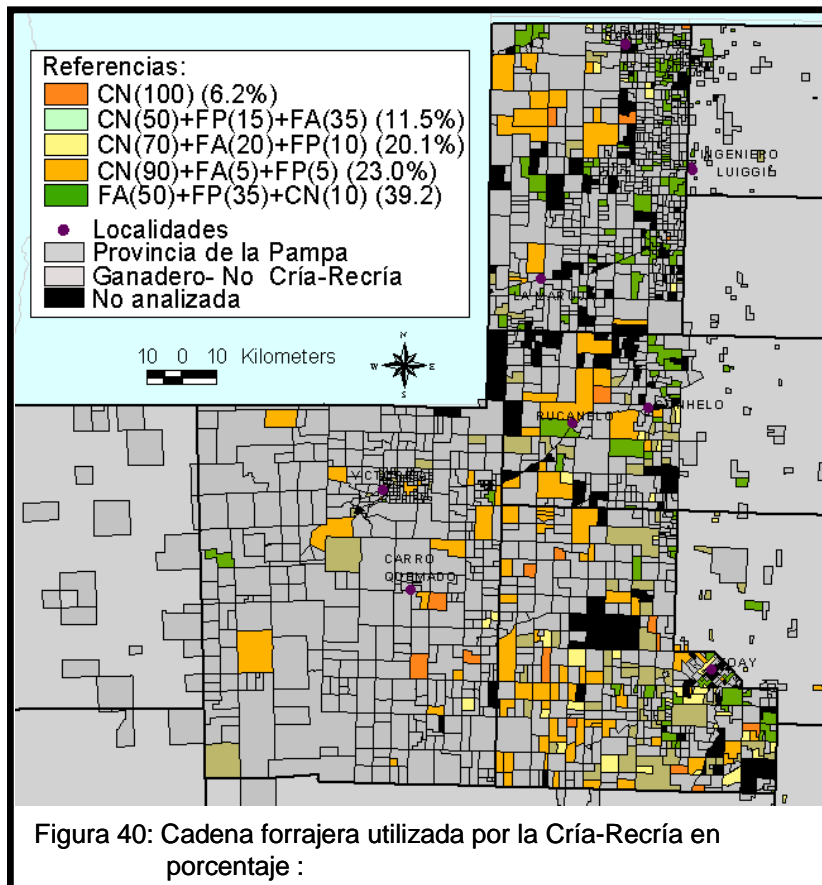 Referencias:
CN(100) (6.2%)
CN(50)+FP(15)+FA(35) (11.5%)
CN(70)+FA(20)+FP(10) (20.1%)
CN(90)+FA(5)+FP(5) (23.0%)
FA(50)+FP(35)+CN(10) (39.2)
Localidades
Provincia de la Pampa
Ganadero- No Cría-Recría
No analizada
10 0 10 Kilometers
N
W E
S
INGENIERO
LUIGGI
LA MARUJA
RUCANELO
CONHELO
CARRO
QUEMADO
TOAY
Figura 40: Cadena forrajera utilizada por la Cría-Recría en
porcentaje :